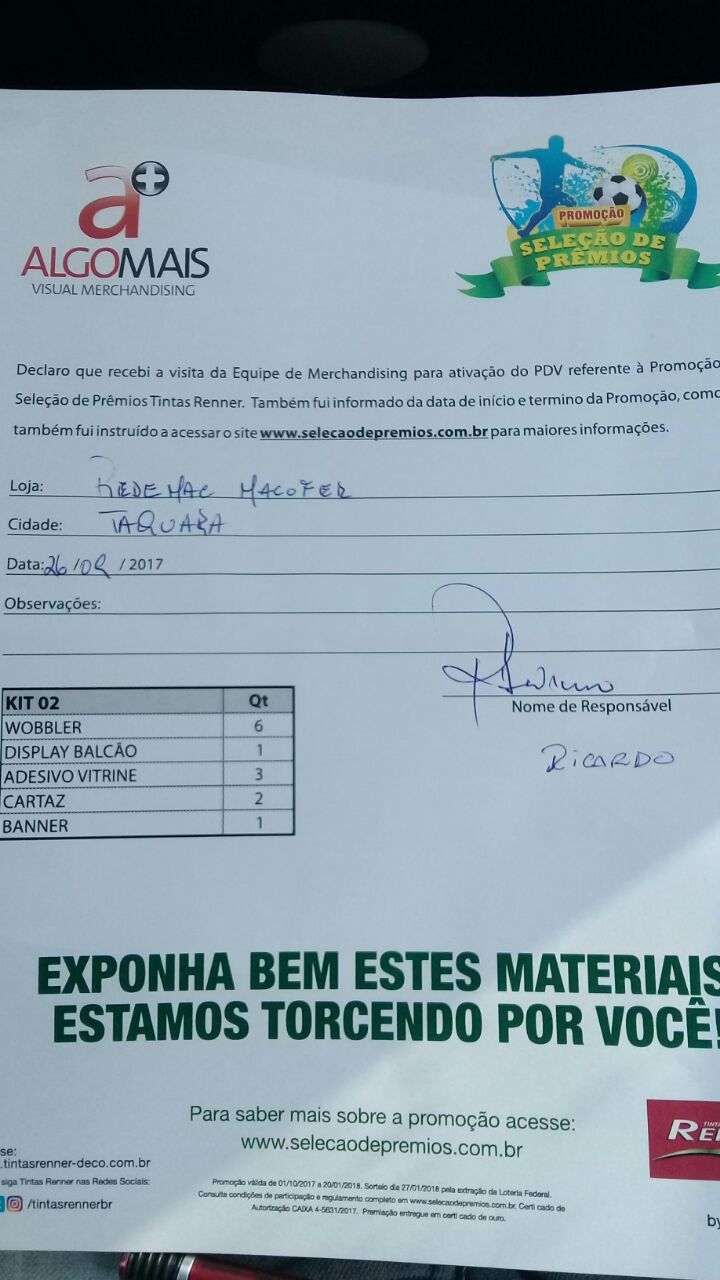 a+
ALGOMAIS
VISUAL MERCHANDISING
PROMOÇÃO
SELEÇÃO DE
PRÊMIOS
Declaro que recebi a visita da Equipe de Merchandising para ativação do PDV referente à Promoção
Seleção de Prêmios Tintas Renner. Também fui informado da data de início e termino da Promoção, como
também fui instruído a acessar o site www.selecaodepremios.com.br para maiores informações.
Loja: REDEMAC MACOFER
Cidade: TAQUARA
Data: 26/09/2017
Observações:
Nome de Responsável
RICARDO
KIT 02 Qt
WOBBLER 6
DISPLAY BALCÃO 1
ADESIVO VITRINE 3
CARTAZ 2
BANNER 1
EXPONHA BEM ESTES MATERIAIS
ESTAMOS TORCENDO POR VOCÊ!
Para saber mais sobre a promoção acesse:
www.selecaodepremios.com.br
se:
.tintasrenner-deco.com.br
siga Tintas Renner nas Redes Sociais:
/tintasrennerbr
Promoção válida de 01/10/2017 a 20/01/2018. Sorteio dia 27/01/2018 pela extração da Loteria Federal.
Consulte condições de participação e regulamento completo em www.selecaodepremios.com.br. Certi cado de
Autorização CAIXA 4-5631/2017. Premiação entregue em certi cado de ouro.
TINTA
RE
by